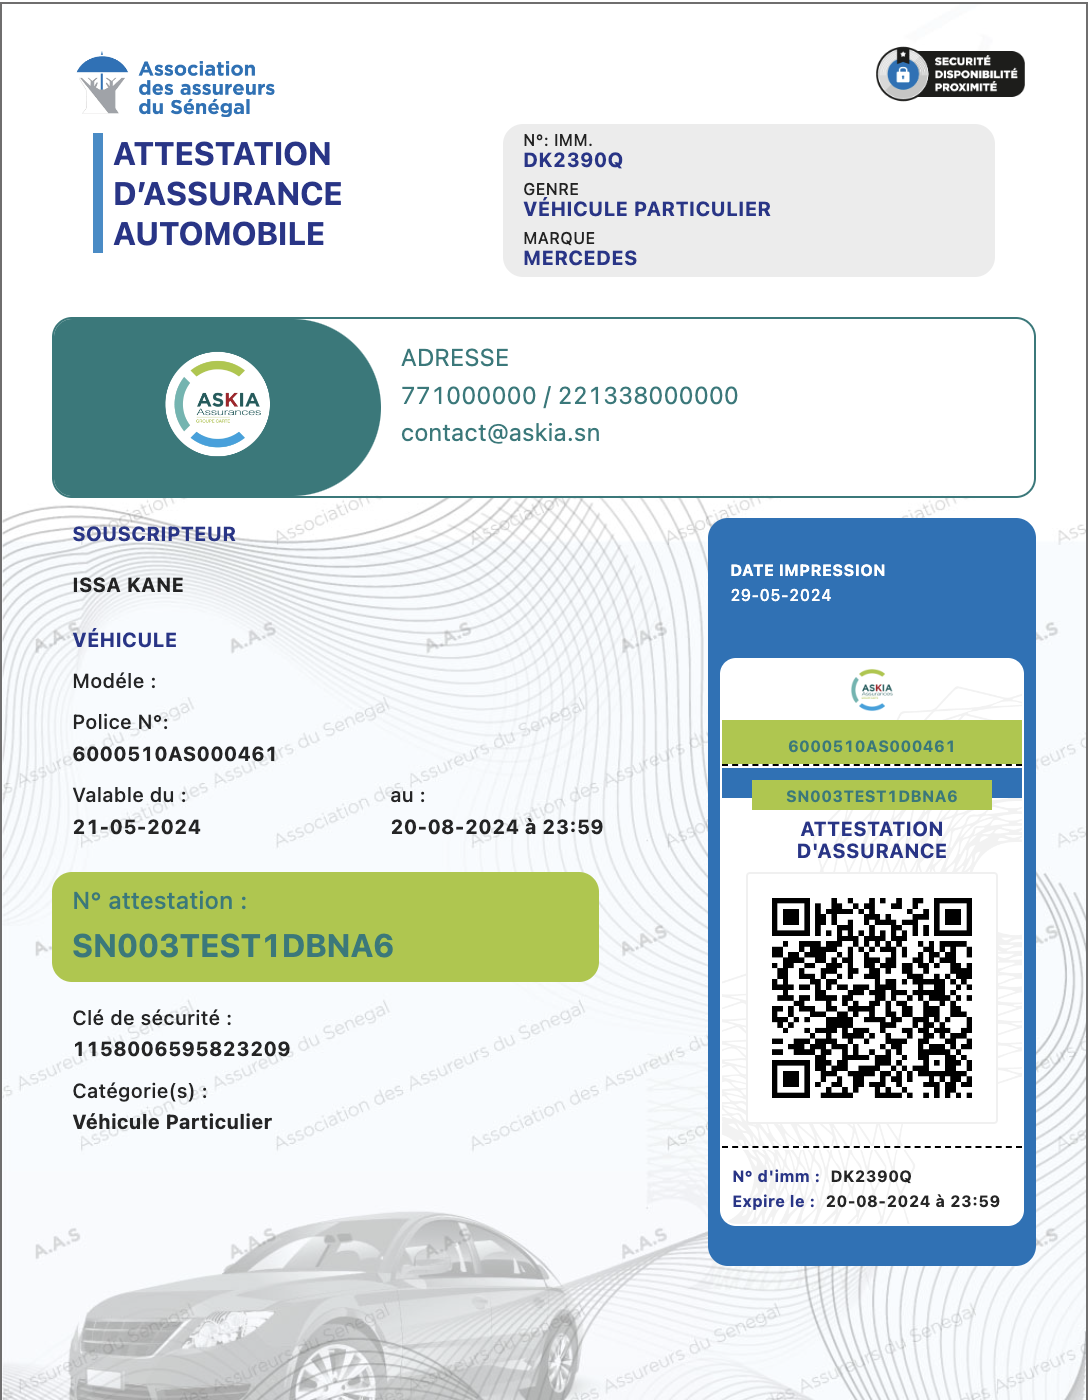 Association
des assureurs
du Sénégal
SECURITÉ
DISPONIBILITÉ
PROXIMITÉ
ATTESTATION
D’ASSURANCE
AUTOMOBILE
N°: IMM.
DK2390Q
GENRE
VÉHICULE PARTICULIER
MARQUE
MERCEDES
ASKIA
Assurances
ADRESSE
771000000 / 221338000000
contact@askia.sn
SOUSCRIPTEUR
ISSA KANE
VÉHICULE
Modéle :
Police N°:
6000510AS000461
Valable du : au :
21-05-2024 20-08-2024 à 23:59
N° attestation :
SN003TEST1DBNA6
Clé de sécurité :
1158006595823209
Catégorie(s) :
Véhicule Particulier
DATE IMPRESSION
29-05-2024
ASKIA
Assurances
6000510AS000461
SN003TEST1DBNA6
ATTESTATION
D'ASSURANCE
N° d'imm : DK2390Q
Expire le : 20-08-2024 à 23:59
A.A.S
Association des Assureurs du Senegal